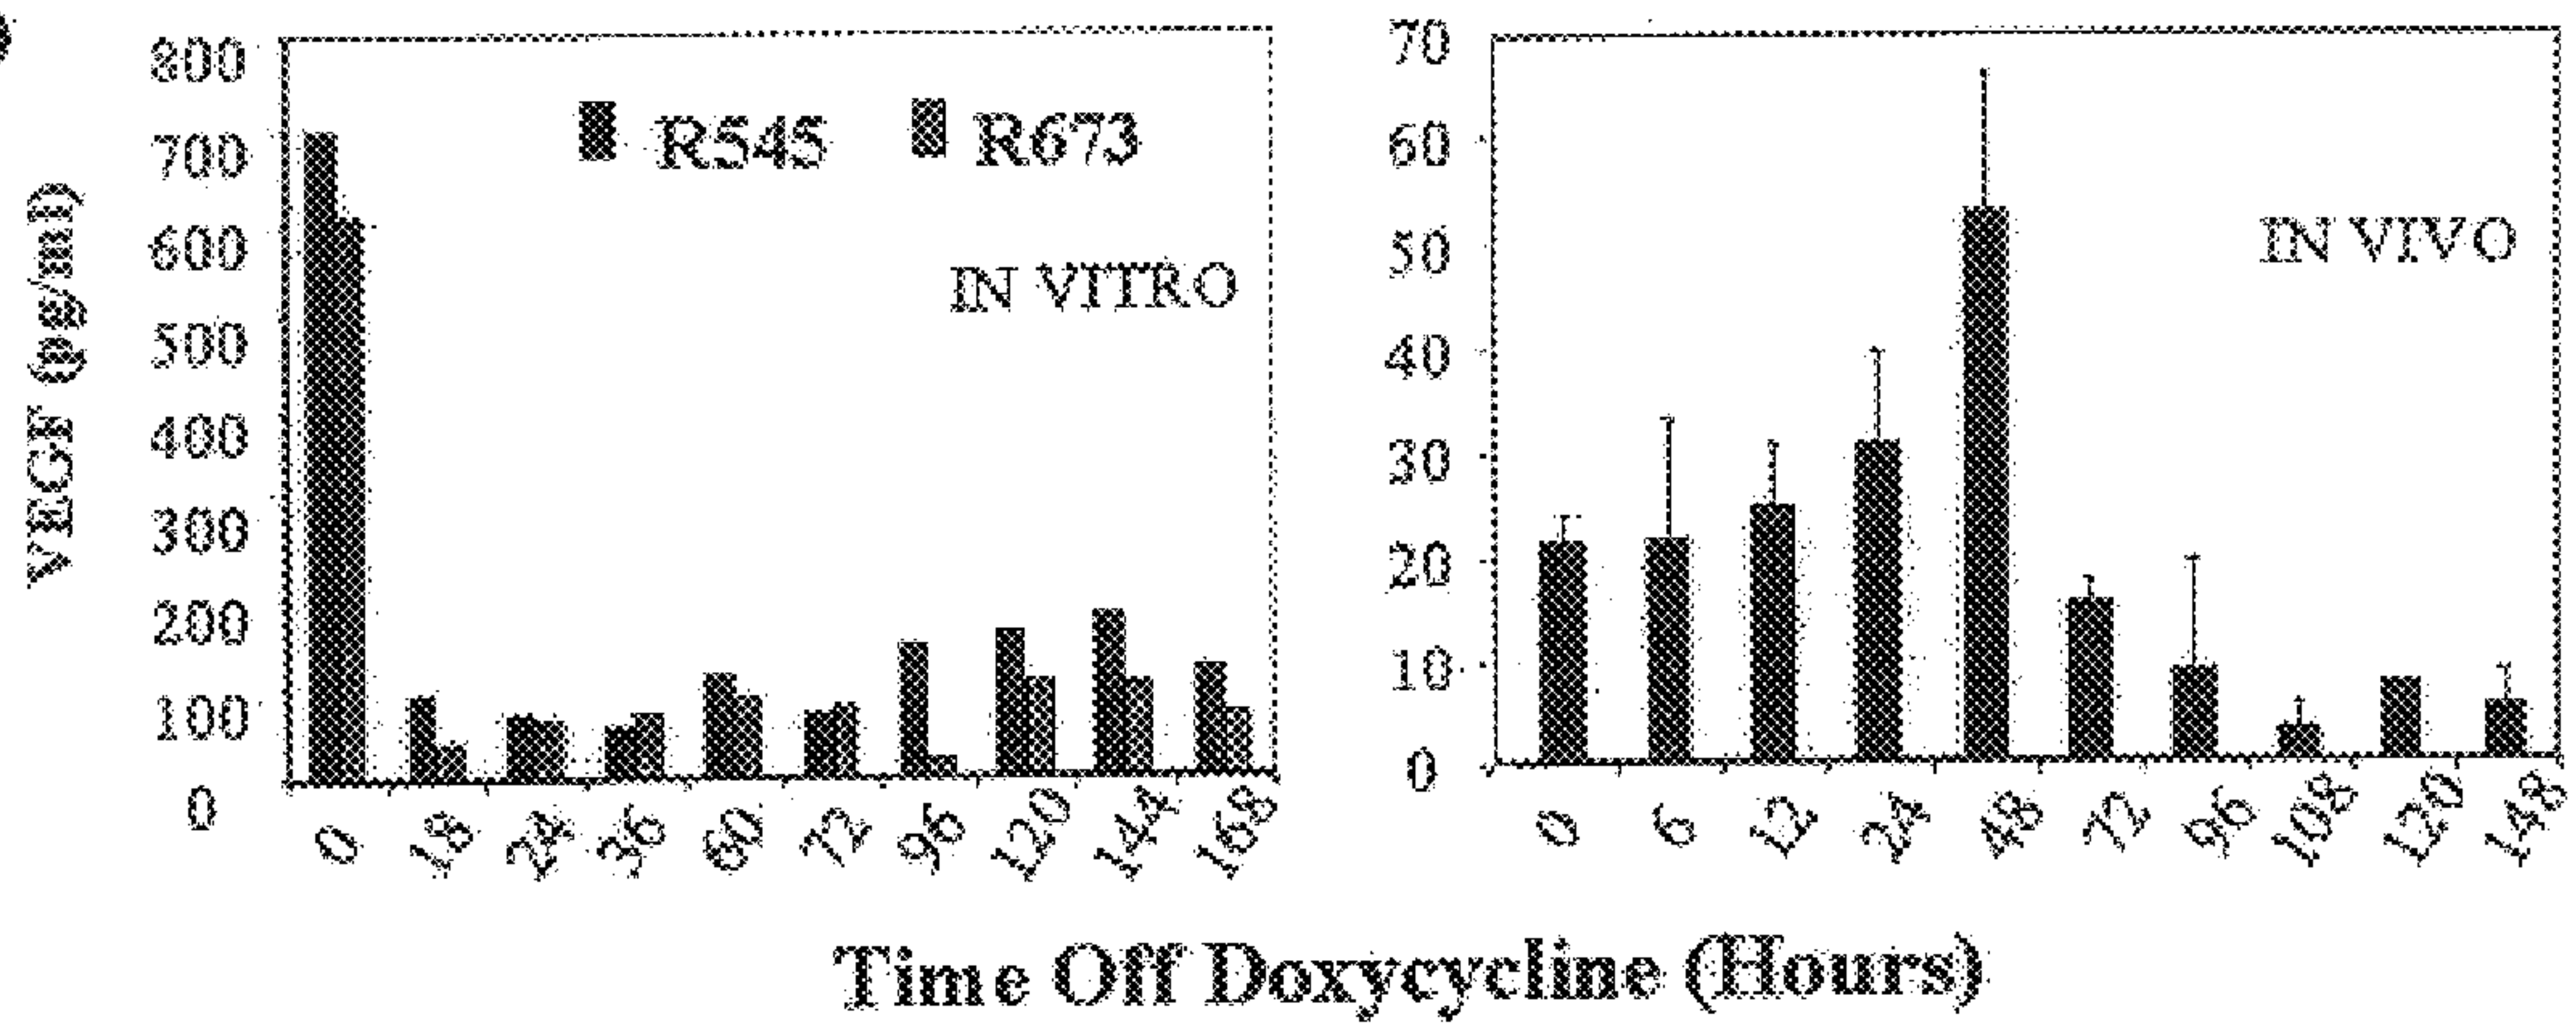 800
700
600
500
400
300
200
100
0
VEGF (pg/ml)
R545 R673
IN VITRO
0 18 24 36 60 72 96 120 144 168
70
60
50
40
30
20
10
0
IN VIVO
0 6 12 24 48 72 96 108 120 148
Time Off Doxycycline (Hours)